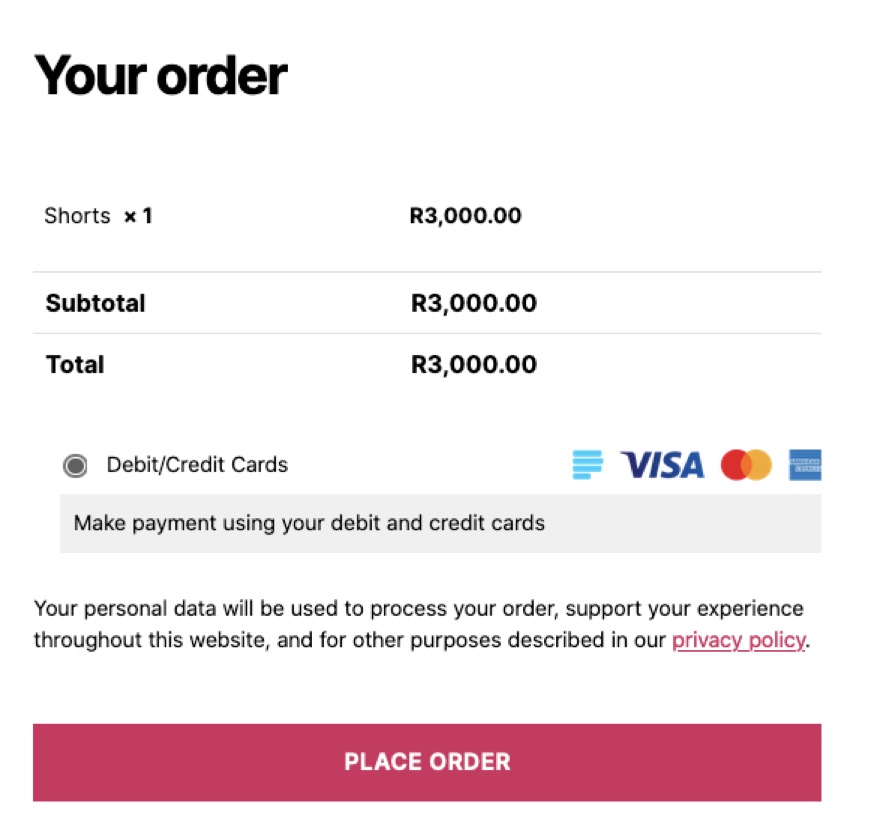 Your order
Shorts × 1 R3,000.00
Subtotal R3,000.00
Total R3,000.00
Debit/Credit Cards VISA
Make payment using your debit and credit cards
Your personal data will be used to process your order, support your experience
throughout this website, and for other purposes described in our privacy policy.
PLACE ORDER